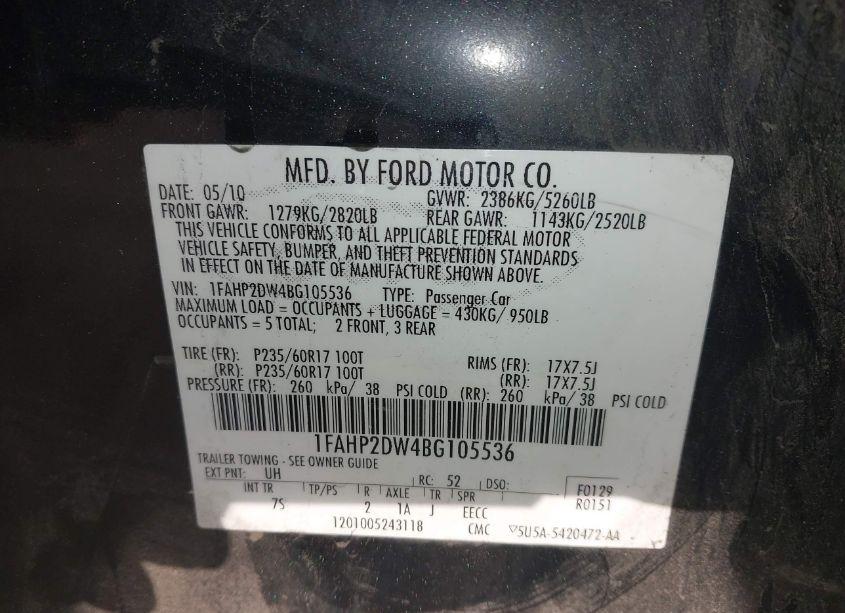 MFD. BY FORD MOTOR CO.
DATE: 05/10 GVWR: 2386KG/5260LB
FRONT GAWR: 1279KG/2820LB REAR GAWR: 1143KG/2520LB
THIS VEHICLE CONFORMS TO ALL APPLICABLE FEDERAL MOTOR
VEHICLE SAFETY, BUMPER, AND THEFT PREVENTION STANDARDS
IN EFFECT ON THE DATE OF MANUFACTURE SHOWN ABOVE.
VIN: 1FAHP2DW4BG105536 TYPE: Passenger Car
MAXIMUM LOAD = OCCUPANTS + LUGGAGE = 430KG/ 950LB
OCCUPANTS = 5 TOTAL; 2 FRONT, 3 REAR
TIRE (FR): P235/60R17 100T RIMS (FR): 17X7.5J
(RR): P235/60R17 100T (RR): 17X7.5J
PRESSURE (FR): 260 kPa/ 38 PSI COLD (RR): 260 kPa/ 38 PSI COLD
1FAHP2DW4BG105536
TRAILER TOWING - SEE OWNER GUIDE
EXT PNT: UH RC: 52 DSO: F0129
R0151
INT TR TP/PS R AXLE TR SPR
7S 2 1A J EECC
1201005243118 CMC ▽5U5A-5420472-AA